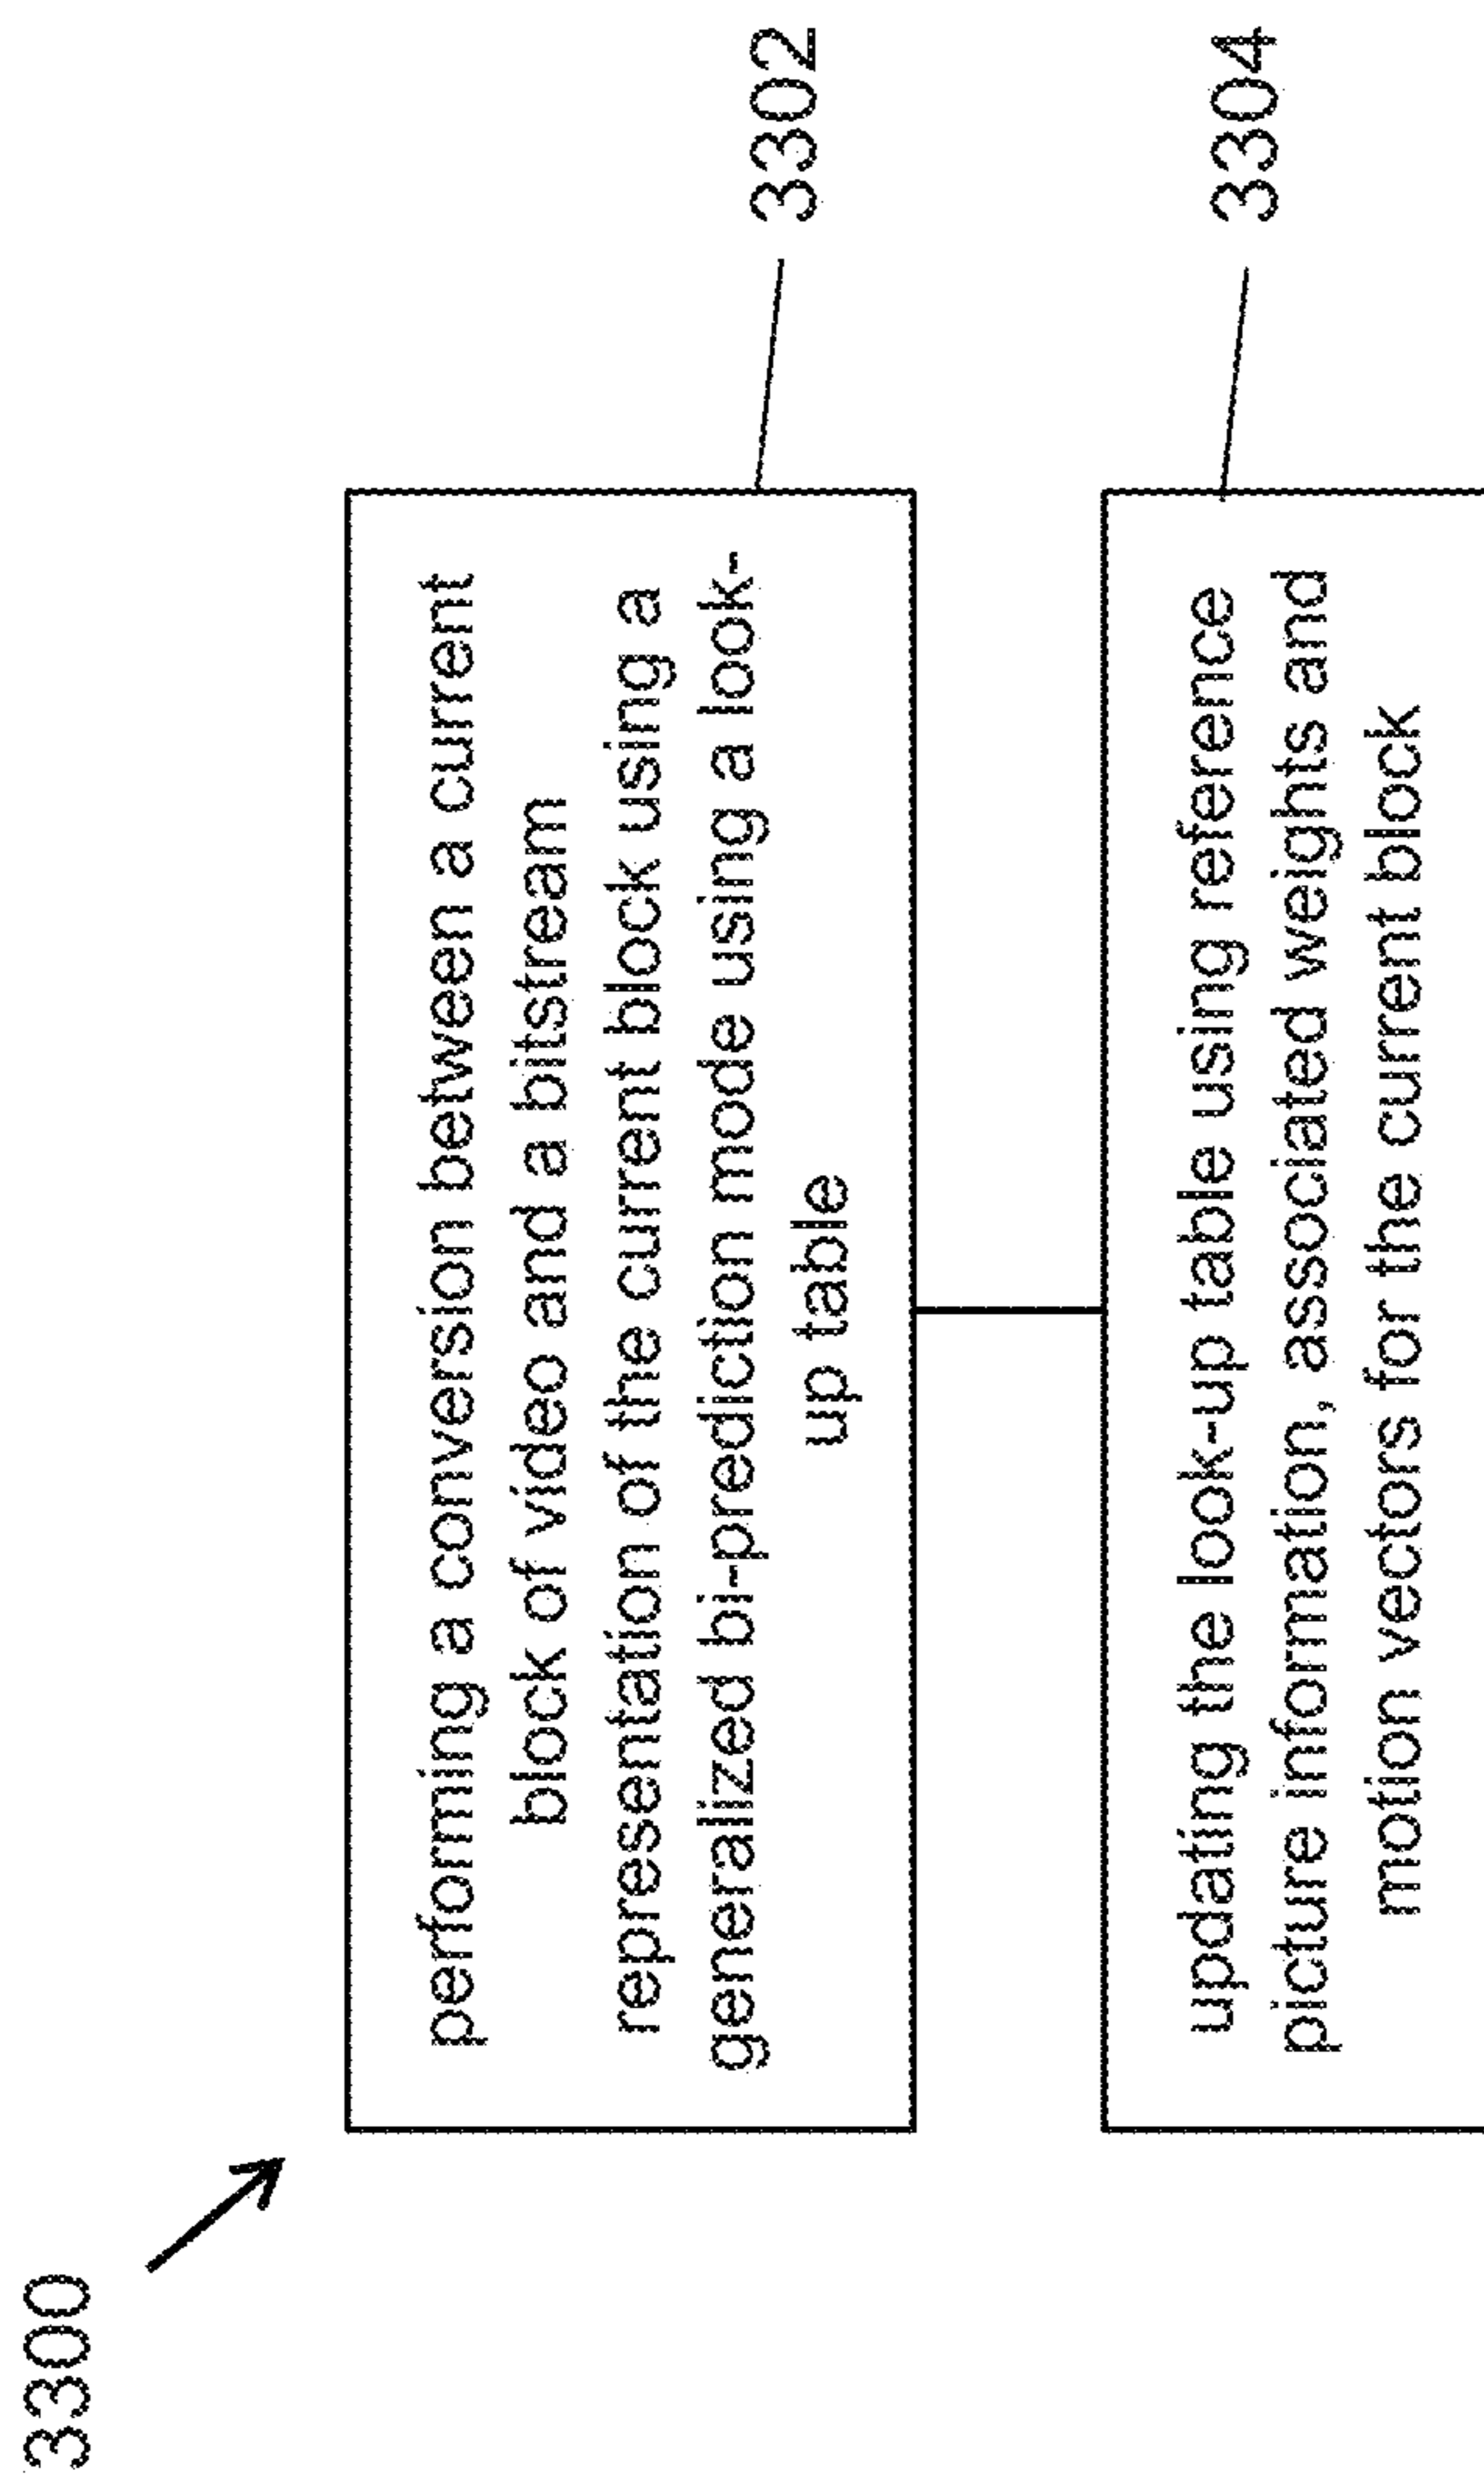 3300
performing a conversion between a current
block of video and a bitstream
representation of the current block using a
generalized bi-prediction mode using a look-
up table
3302
updating the look-up table using reference
picture information, associated weights and
motion vectors for the current block
3304